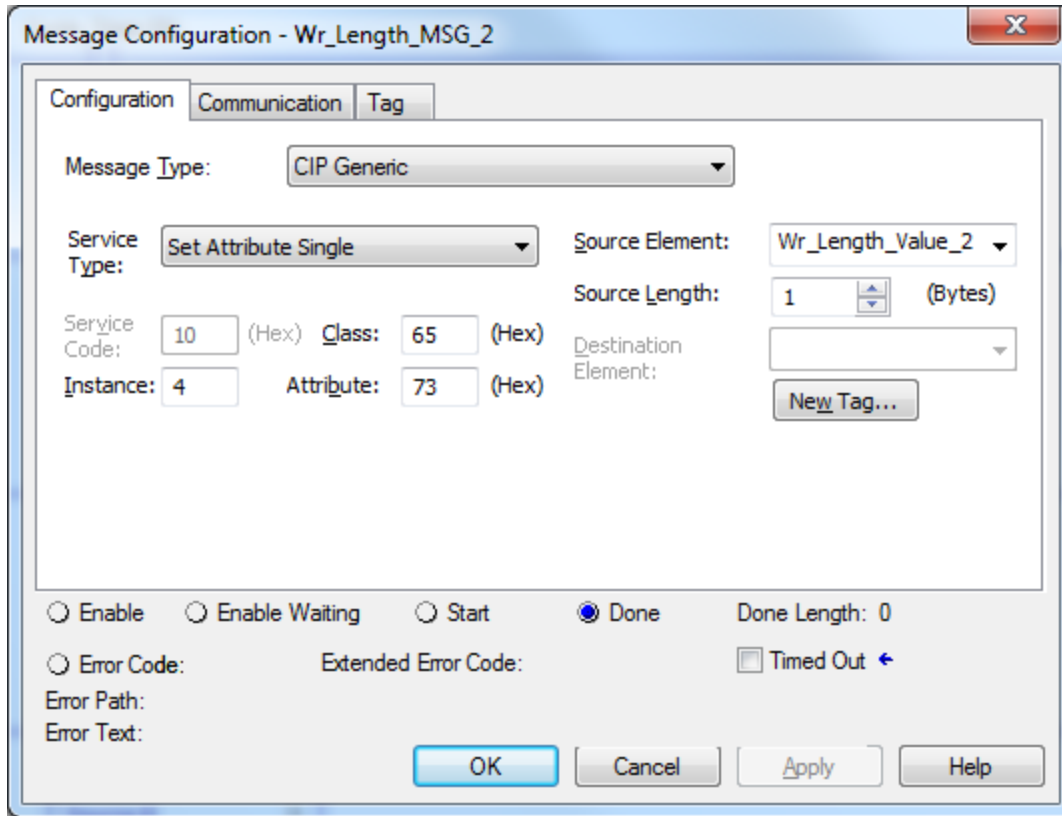 Message Configuration - Wr_Length_MSG_2
x
Configuration Communication Tag
Message Type: CIP Generic
Service Type: Set Attribute Single
Source Element: Wr_Length_Value_2
Source Length: 1 (Bytes)
Service Code: 10 (Hex) Class: 65 (Hex)
Destination Element:
Instance: 4 Attribute: 73 (Hex)
New Tag...
Enable Enable Waiting Start Done Done Length: 0
Error Code: Extended Error Code: Timed Out
Error Path:
Error Text:
OK Cancel Apply Help